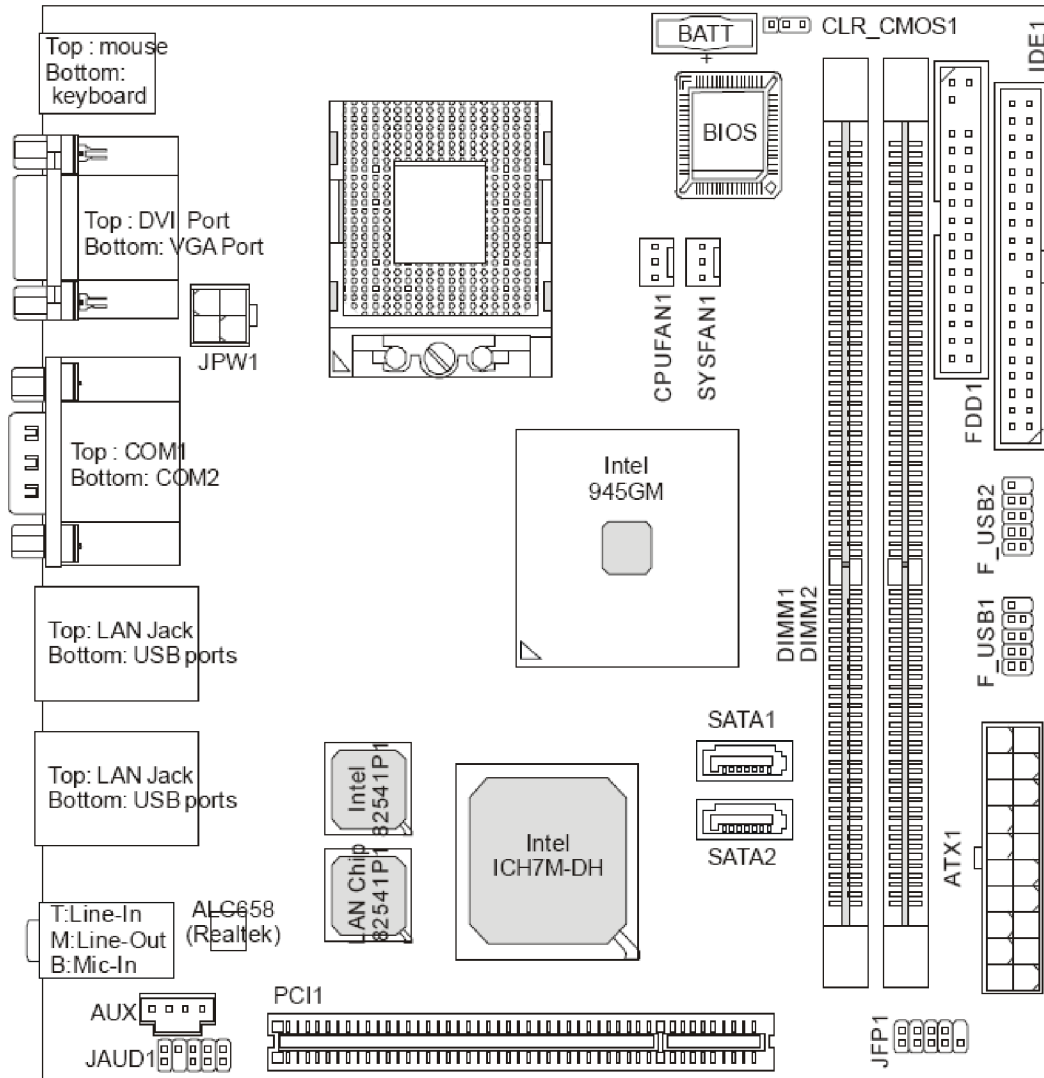 Top : mouse
Bottom:
keyboard
BATT
+
CLR_CMOS1
IDE1
BIOS
Top : DVI Port
Bottom: VGA Port
JPW1
CPUFAN1
SYSFAN1
FDD1
Top : COM1
Bottom: COM2
Intel
945GM
F_USB2
F_USB1
DIMM1
DIMM2
Top: LAN Jack
Bottom: USB ports
SATA1
Top: LAN Jack
Bottom: USB ports
Intel
82541P1
SATA2
LAN Chip
82541P1
Intel
ICH7M-DH
ATX1
T:Line-In
M:Line-Out
B:Mic-In
ALC658
(Realtek)
AUX
PCI1
JAUD1
JFP1